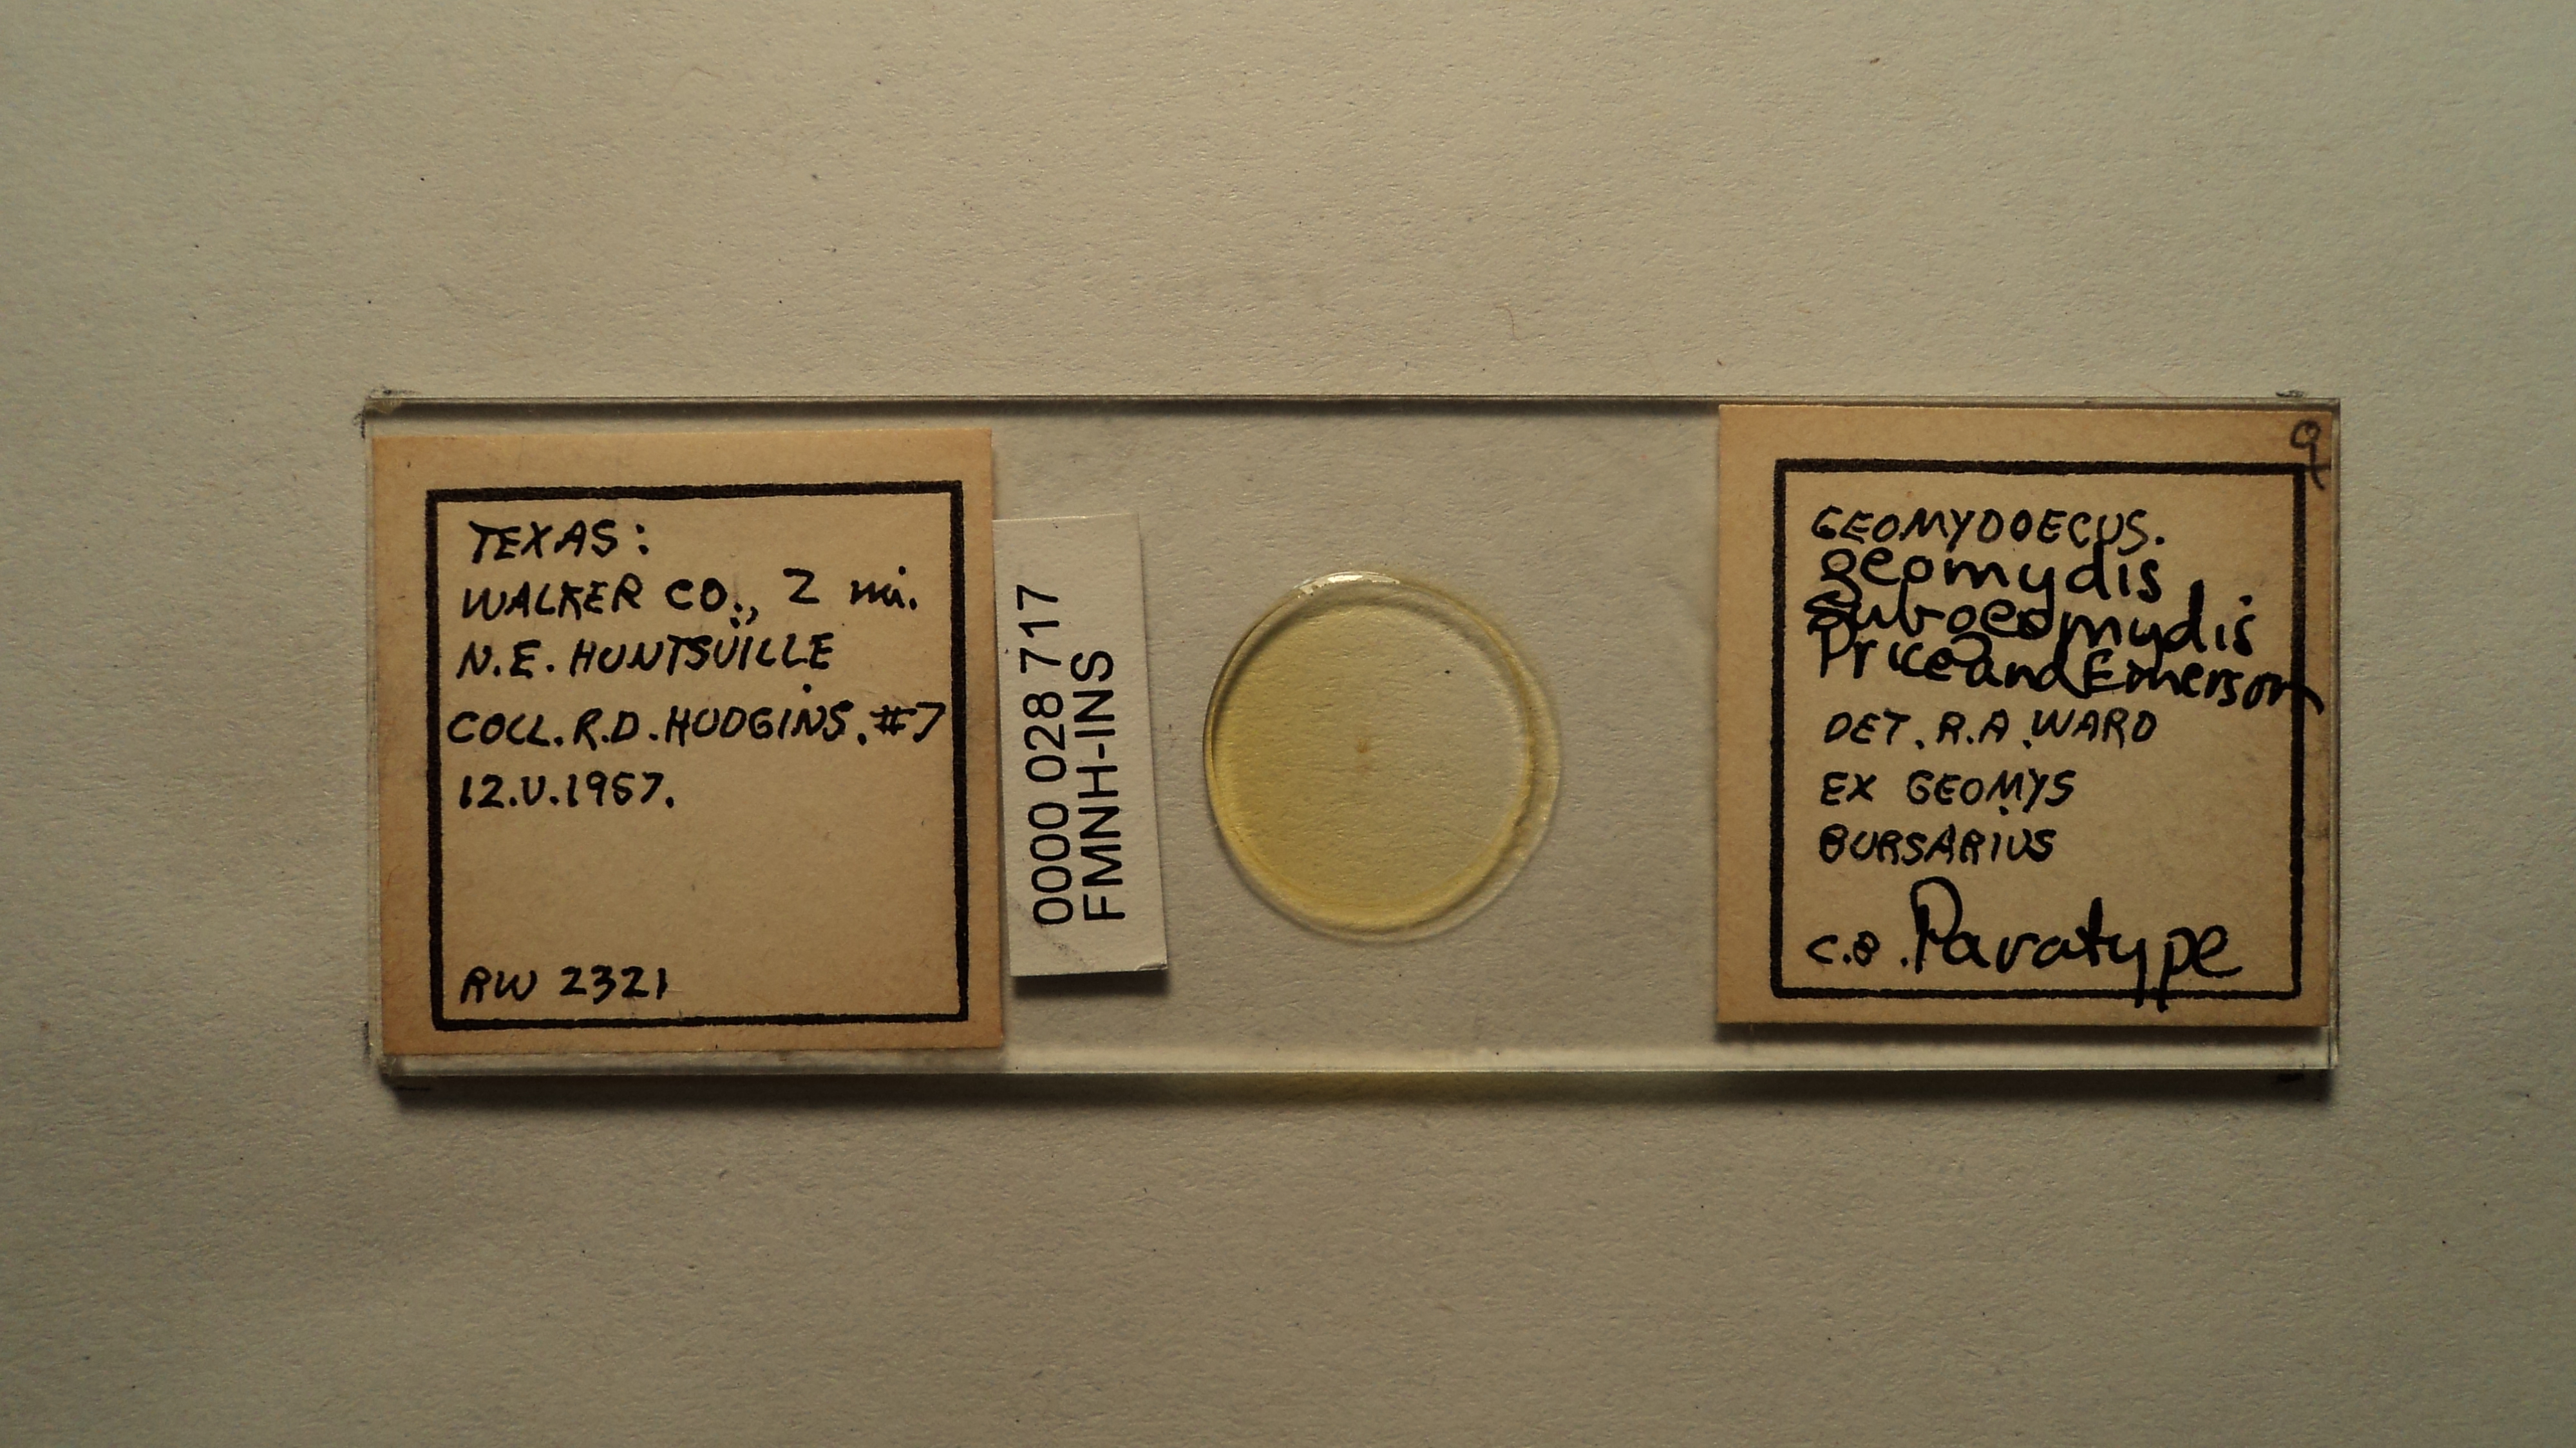 TEXAS:
WALKER CO., 2 mi.
N.E. HUNTSVILLE
COLL. R.D. HUDGINS. #7
12.V.1957.
RW 2321
0000 028 717
FMNH-INS
♀
GEOMYDOECUS.
geomydis
subgeomydis
Price and Emerson
DET. R.A. WARD
EX GEOMYS
BURSARIUS
Paratype